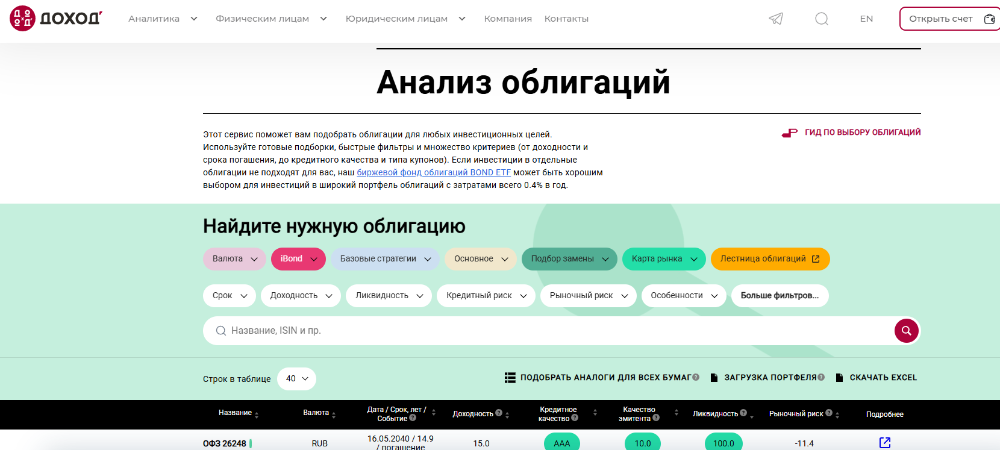 ДОХОДЪ
Аналитика Физическим лицам Юридическим лицам Компания Контакты EN Открыть счет
Анализ облигаций
Этот сервис поможет вам подобрать облигации для любых инвестиционных целей.
Используйте готовые подборки, быстрые фильтры и множество критериев (от доходности и
срока погашения, до кредитного качества и типа купонов). Если инвестиции в отдельные
облигации не подходят для вас, наш биржевой фонд облигаций BOND ETF может быть хорошим
выбором для инвестиций в широкий портфель облигаций с затратами всего 0.4% в год.
ГИД ПО ВЫБОРУ ОБЛИГАЦИЙ
Найдите нужную облигацию
Валюта iBond Базовые стратегии Основное Подбор замены Карта рынка Лестница облигаций
Срок Доходность Ликвидность Кредитный риск Рыночный риск Особенности Больше фильтров...
Название, ISIN и пр.
Строк в таблице 40 ПОДОБРАТЬ АНАЛОГИ ДЛЯ ВСЕХ БУМАГ ? ЗАГРУЗКА ПОРТФЕЛЯ ? СКАЧАТЬ EXCEL
Название Валюта Дата / Срок, лет / Событие ? Доходность ? Кредитное качество ? Качество эмитента ? Ликвидность ? Рыночный риск ? Подробнее
ОФЗ 26248 RUB 16.05.2040 / 14.9 / погашение 15.0 AAA 10.0 100.0 -11.4